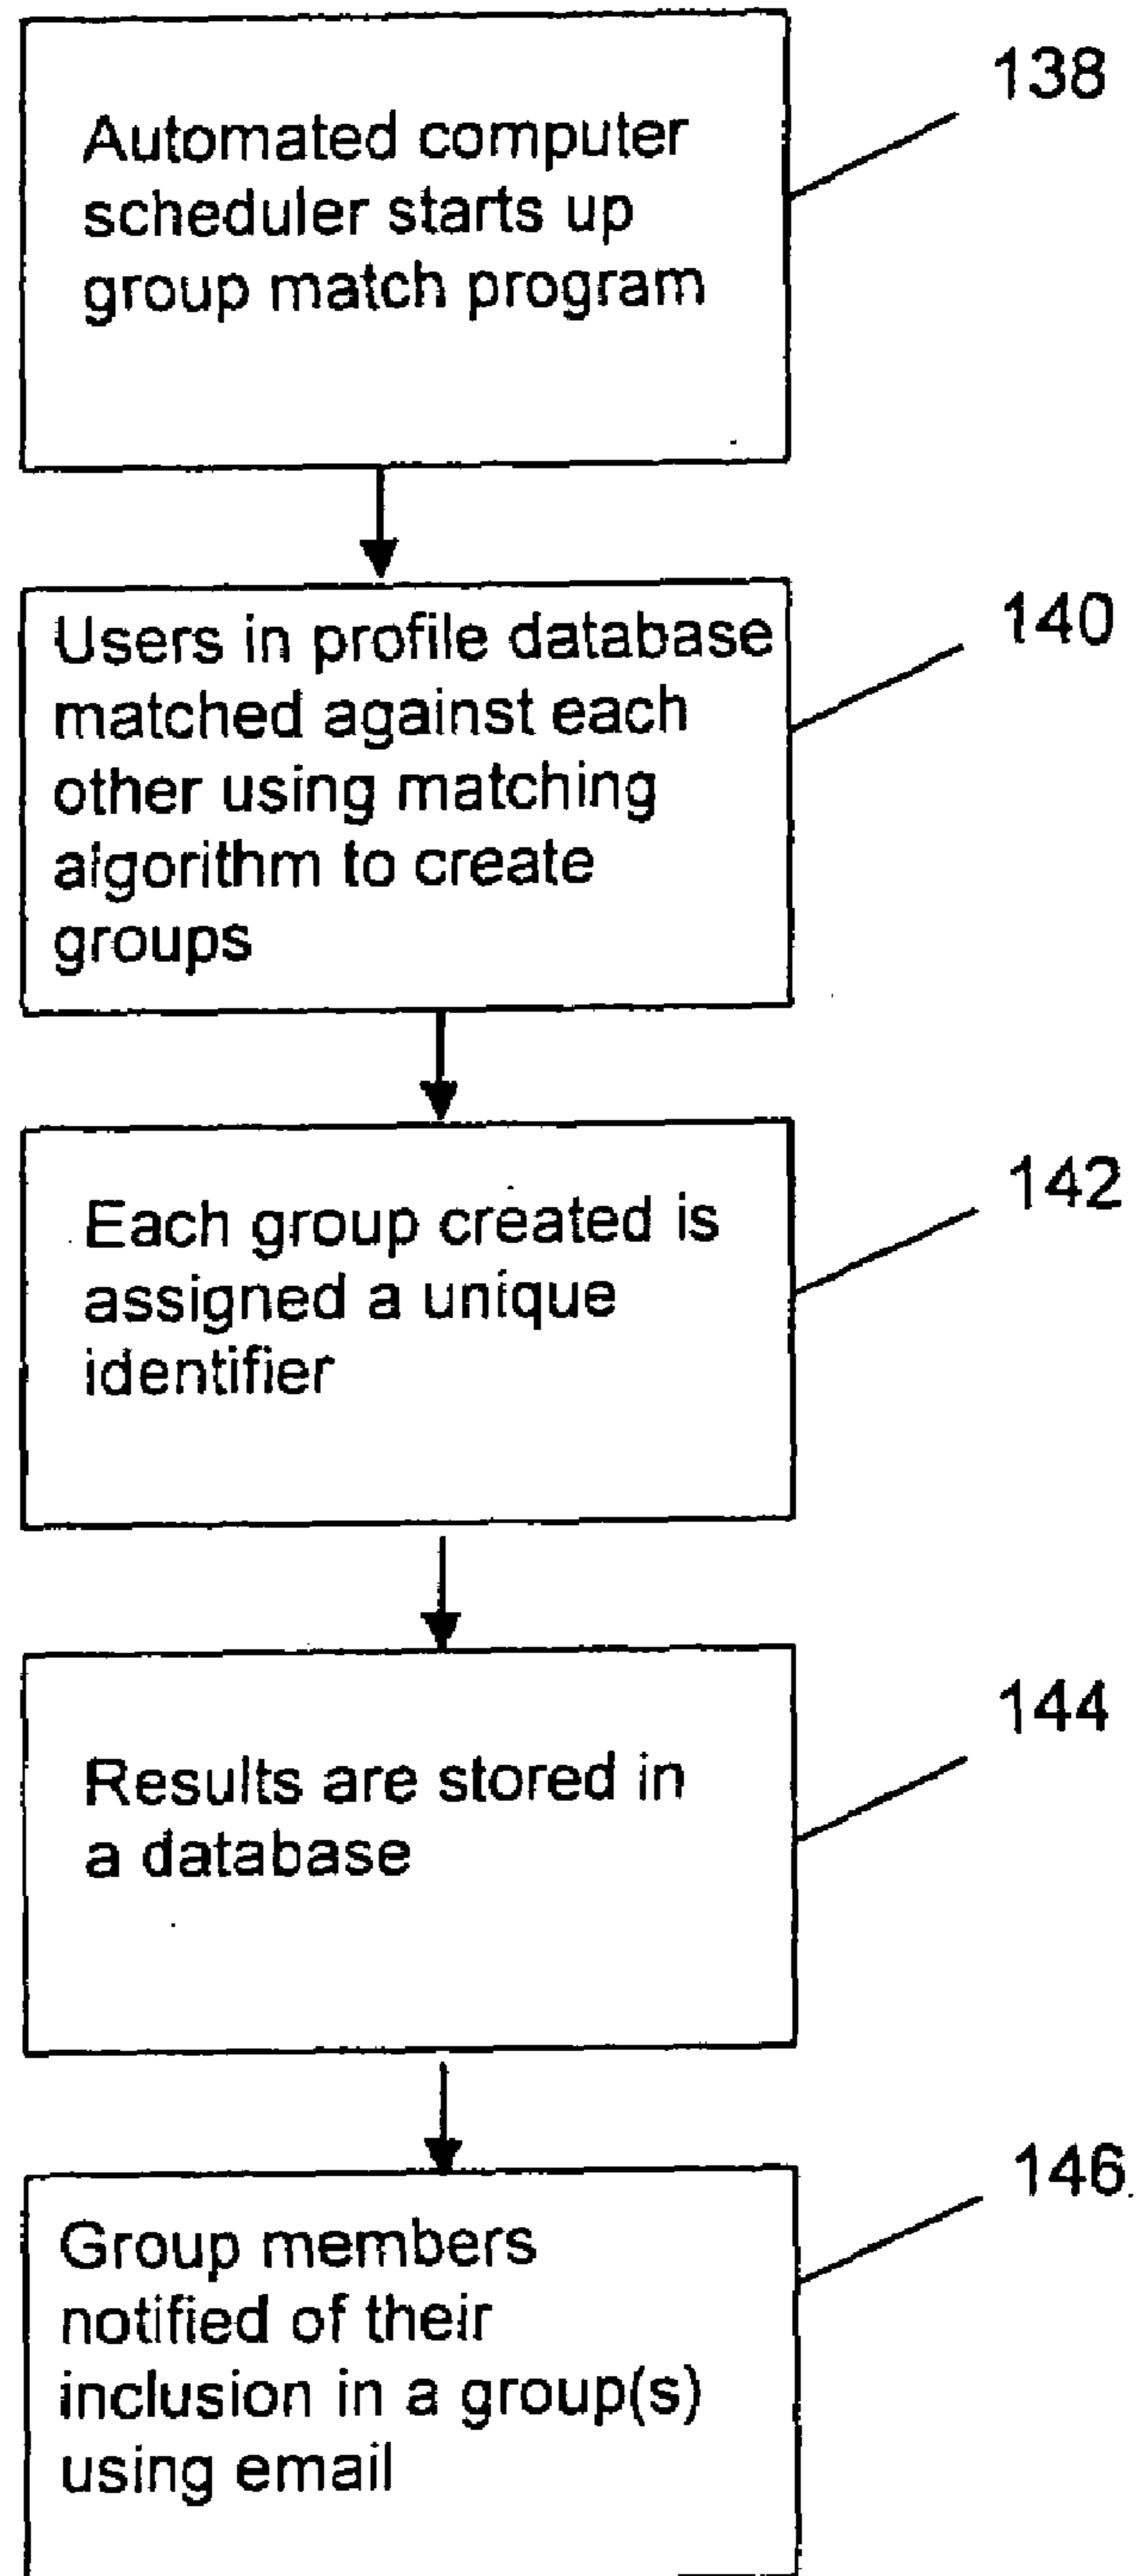 138
Automated computer
scheduler starts up
group match program
140
Users in profile database
matched against each
other using matching
algorithm to create
groups
142
Each group created is
assigned a unique
identifier
144
Results are stored in
a database
146
Group members
notified of their
inclusion in a group(s)
using email